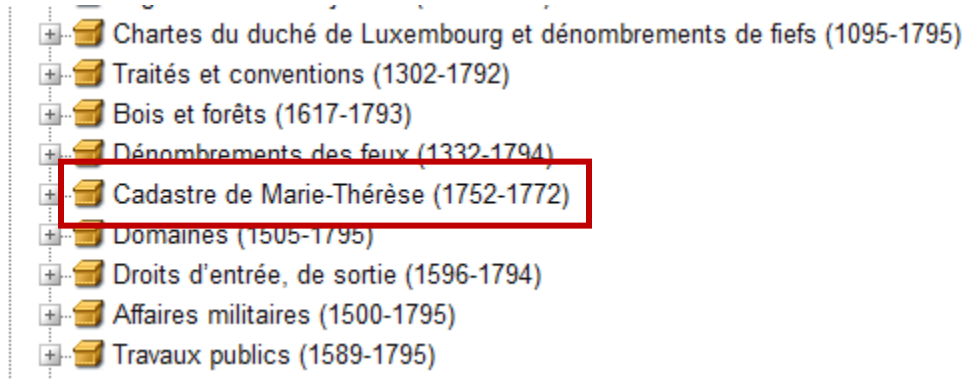 Chartes du duché de Luxembourg et dénombrements de fiefs (1095-1795)
Traités et conventions (1302-1792)
Bois et forêts (1617-1793)
Dénombrements des feux (1332-1794)
Cadastre de Marie-Thérèse (1752-1772)
Domaines (1505-1795)
Droits d'entrée, de sortie (1596-1794)
Affaires militaires (1500-1795)
Travaux publics (1589-1795)